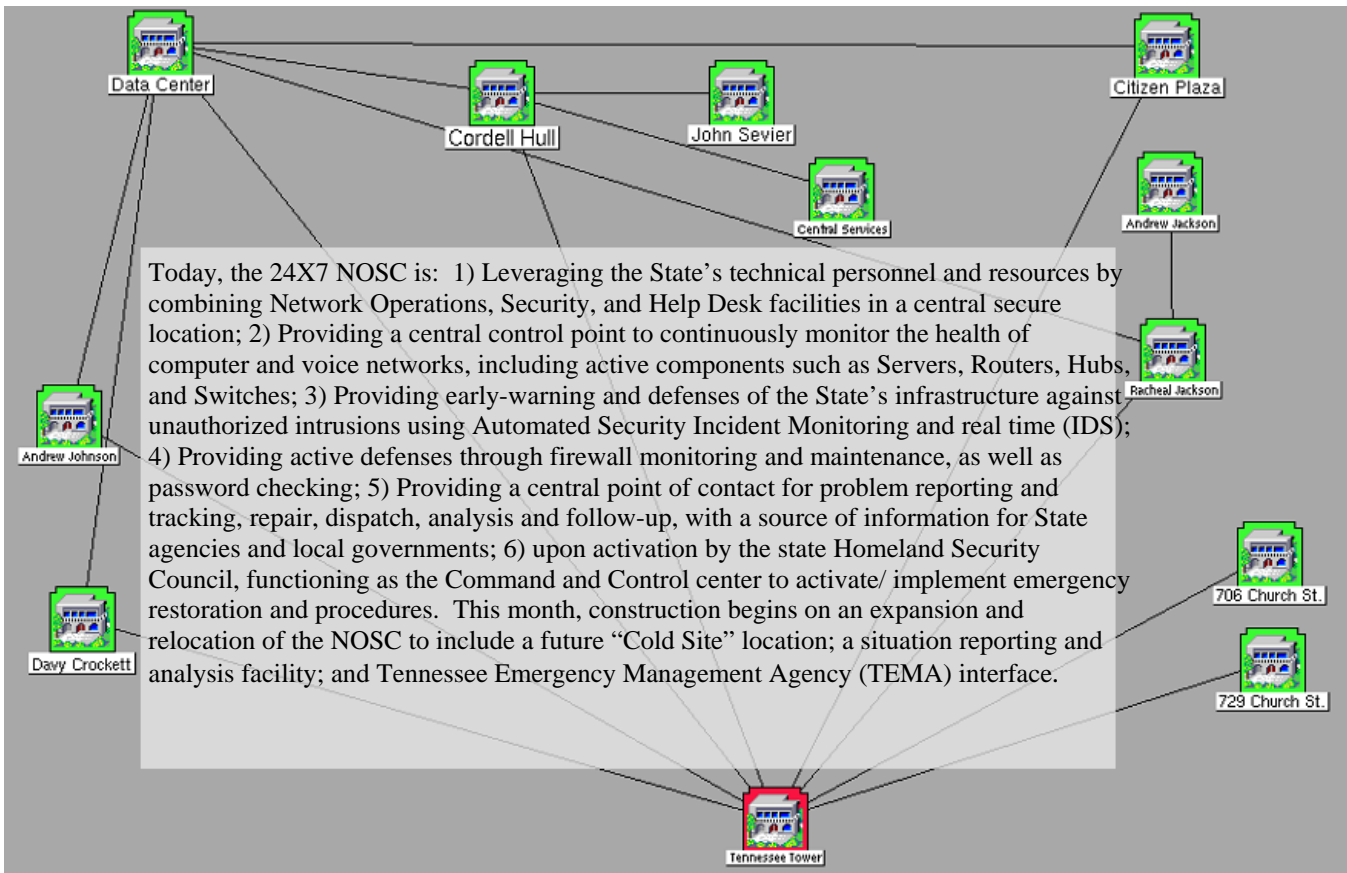 Data Center
Citizen Plaza
Cordell Hull
John Sevier
Central Services
Andrew Jackson
Today, the 24X7 NOSC is:  1) Leveraging the State’s technical personnel and resources by
combining Network Operations, Security, and Help Desk facilities in a central secure
location; 2) Providing a central control point to continuously monitor the health of
computer and voice networks, including active components such as Servers, Routers, Hubs,
and Switches; 3) Providing early-warning and defenses of the State’s infrastructure against
unauthorized intrusions using Automated Security Incident Monitoring and real time (IDS);
4) Providing active defenses through firewall monitoring and maintenance, as well as
password checking; 5) Providing a central point of contact for problem reporting and
tracking, repair, dispatch, analysis and follow-up, with a source of information for State
agencies and local governments; 6) upon activation by the state Homeland Security
Council, functioning as the Command and Control center to activate/ implement emergency
restoration and procedures.  This month, construction begins on an expansion and
relocation of the NOSC to include a future “Cold Site” location; a situation reporting and
analysis facility; and Tennessee Emergency Management Agency (TEMA) interface.
Racheal Jackson
Andrew Johnson
706 Church St.
Davy Crockett
729 Church St.
Tennessee Tower